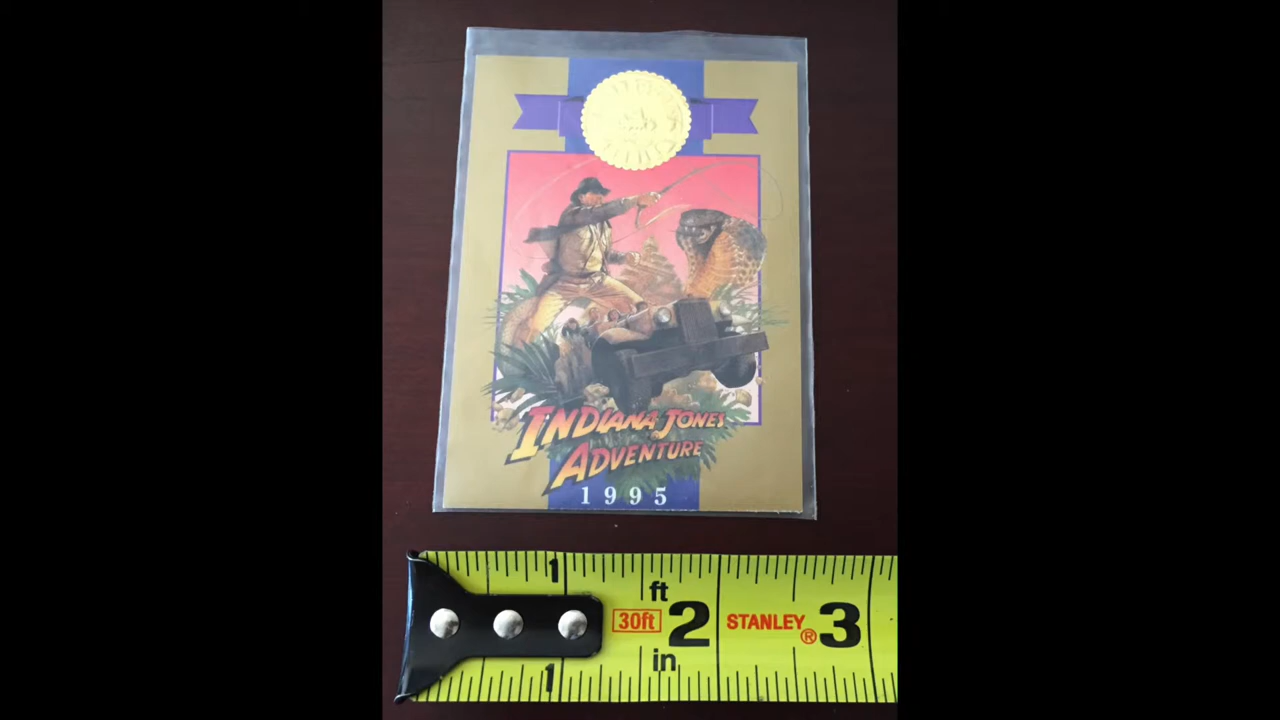 INDIANA JONES
ADVENTURE
1995
1
ft
30ft 2 STANLEY® 3
in
1